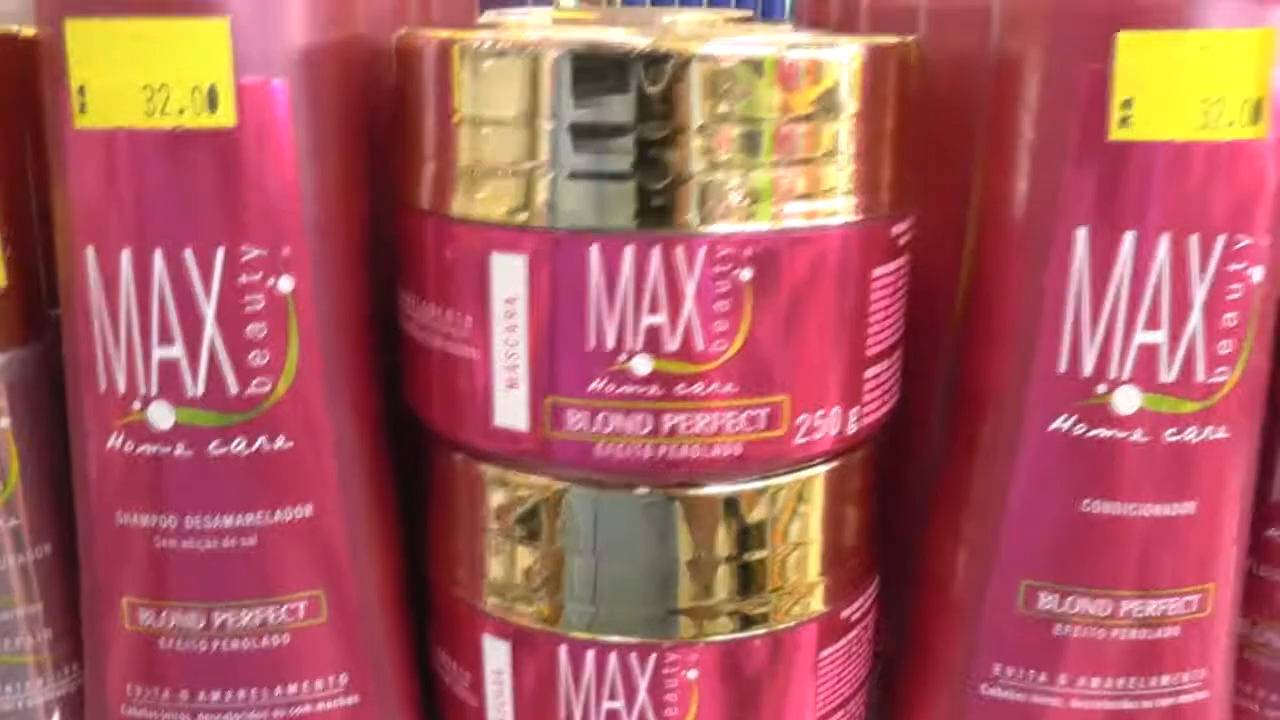 32.00
MAX
beauty
Home care
SHAMPOO DESAMARELADOR
Sem adição de sal
BLOND PERFECT
EFEITO PEROLADO
EVITA O AMARELAMENTO
MÁSCARA
MAX
beauty
Home care
BLOND PERFECT
250 g
EFEITO PEROLADO
MAX
beauty
R$ 32.00
MAX
beauty
Home care
CONDICIONADOR
BLOND PERFECT
EFEITO PEROLADO
EVITA O AMARELAMENTO